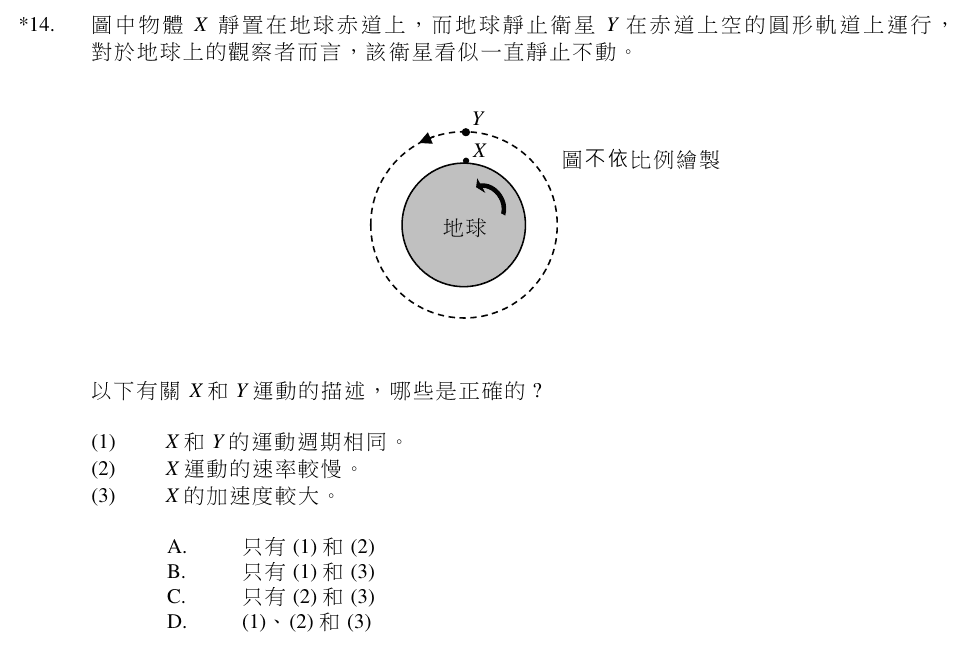 *14. 圖中物體 X 靜置在地球赤道上，而地球靜止衛星 Y 在赤道上空的圓形軌道上運行，
對於地球上的觀察者而言，該衛星看似一直靜止不動。
Y
X
圖不依比例繪製
地球
以下有關 X 和 Y 運動的描述，哪些是正確的？
(1) X 和 Y 的運動週期相同。
(2) X 運動的速率較慢。
(3) X 的加速度較大。
A. 只有 (1) 和 (2)
B. 只有 (1) 和 (3)
C. 只有 (2) 和 (3)
D. (1)、(2) 和 (3)